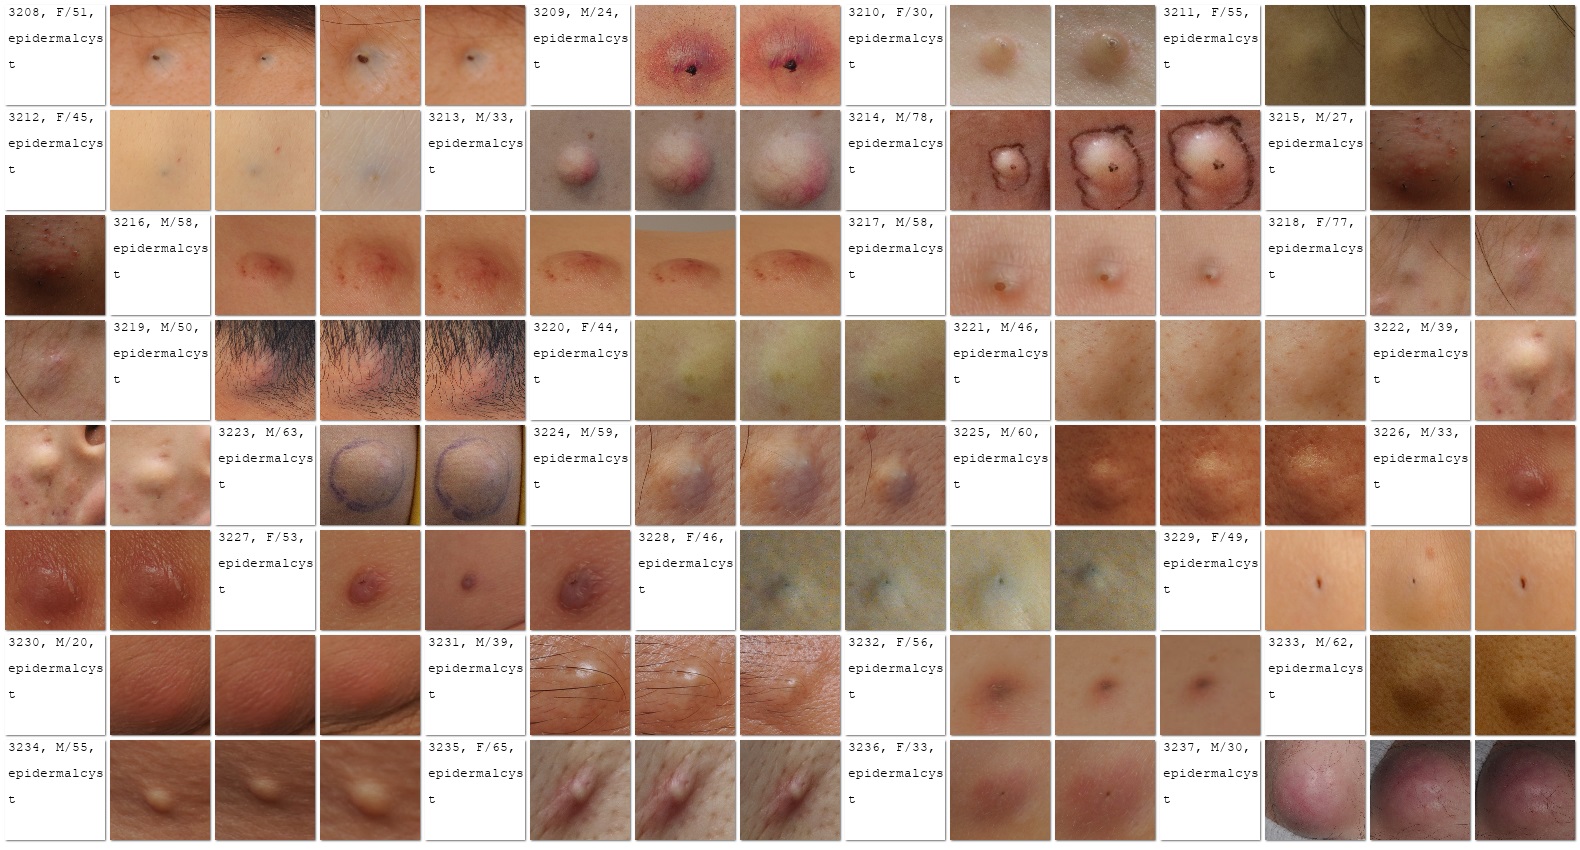 3208, F/51,
epidermalcys
t
3209, M/24,
epidermalcys
t
3210, F/30,
epidermalcys
t
3211, F/55,
epidermalcys
t
3212, F/45,
epidermalcys
t
3213, M/33,
epidermalcys
t
3214, M/78,
epidermalcys
t
3215, M/27,
epidermalcys
t
3216, M/58,
epidermalcys
t
3217, M/58,
epidermalcys
t
3218, F/77,
epidermalcys
t
3219, M/50,
epidermalcys
t
3220, F/44,
epidermalcys
t
3221, M/46,
epidermalcys
t
3222, M/39,
epidermalcys
t
3223, M/63,
epidermalcys
t
3224, M/59,
epidermalcys
t
3225, M/60,
epidermalcys
t
3226, M/33,
epidermalcys
t
3227, F/53,
epidermalcys
t
3228, F/46,
epidermalcys
t
3229, F/49,
epidermalcys
t
3230, M/20,
epidermalcys
t
3231, M/39,
epidermalcys
t
3232, F/56,
epidermalcys
t
3233, M/62,
epidermalcys
t
3234, M/55,
epidermalcys
t
3235, F/65,
epidermalcys
t
3236, F/33,
epidermalcys
t
3237, M/30,
epidermalcys
t